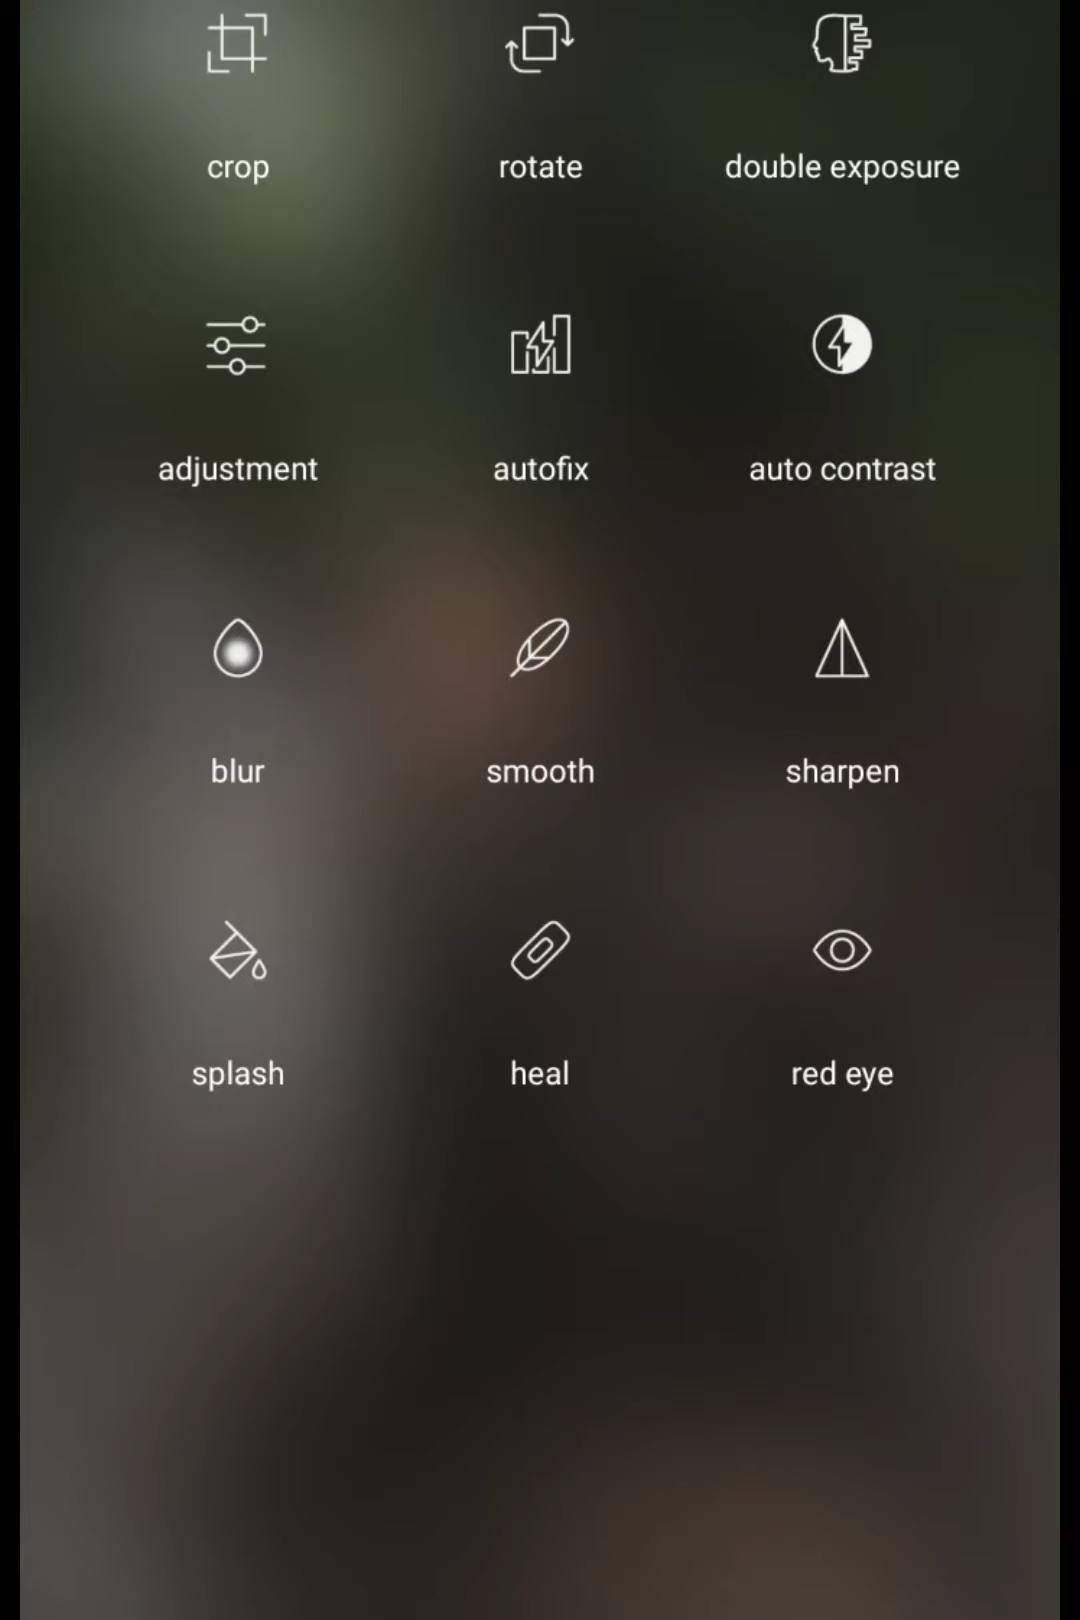 crop
rotate
double exposure
adjustment
autofix
auto contrast
blur
smooth
sharpen
splash
heal
red eye